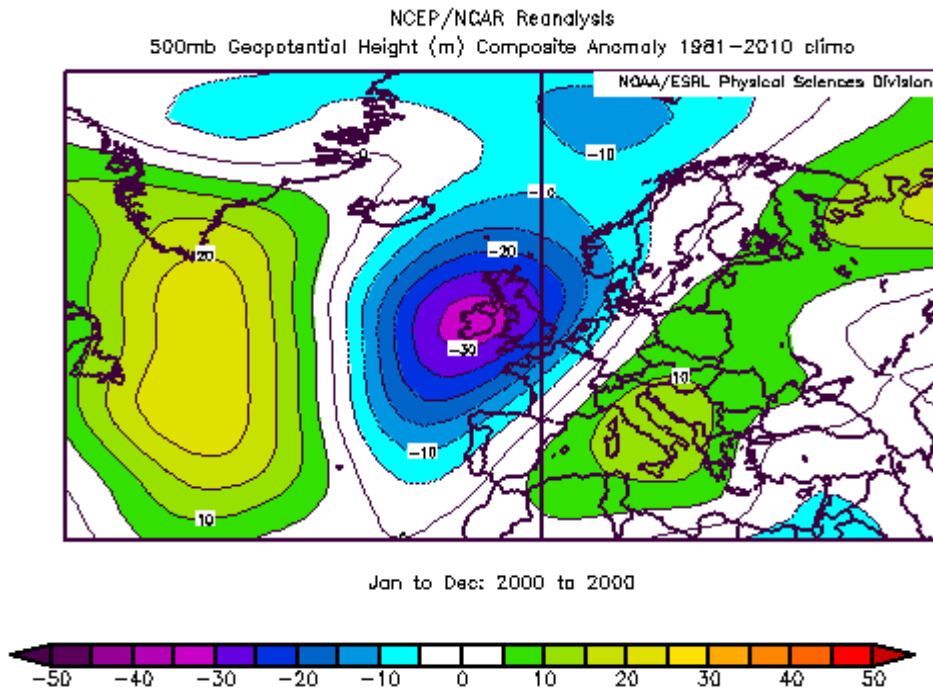 NCEP/NCAR Reanalysis
500mb Geopotential Height (m) Composite Anomaly 1981-2010 climo
NOAA/ESRL Physical Sciences Division
0
-10
-10
20
-20
-30
10
-10
10
0
Jan to Dec: 2000 to 2000
-50 -40 -30 -20 -10 0 10 20 30 40 50